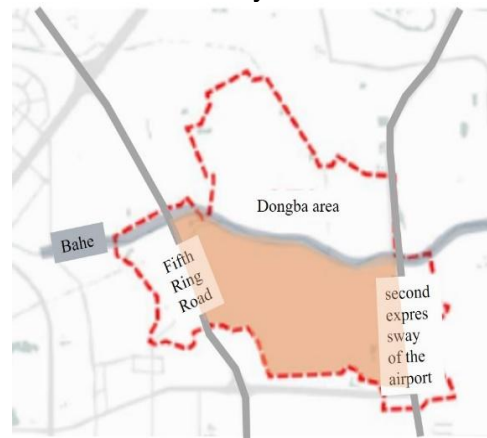 Dongba area
Bahe
Fifth
Ring
Road
second
expres
sway
of the
airport